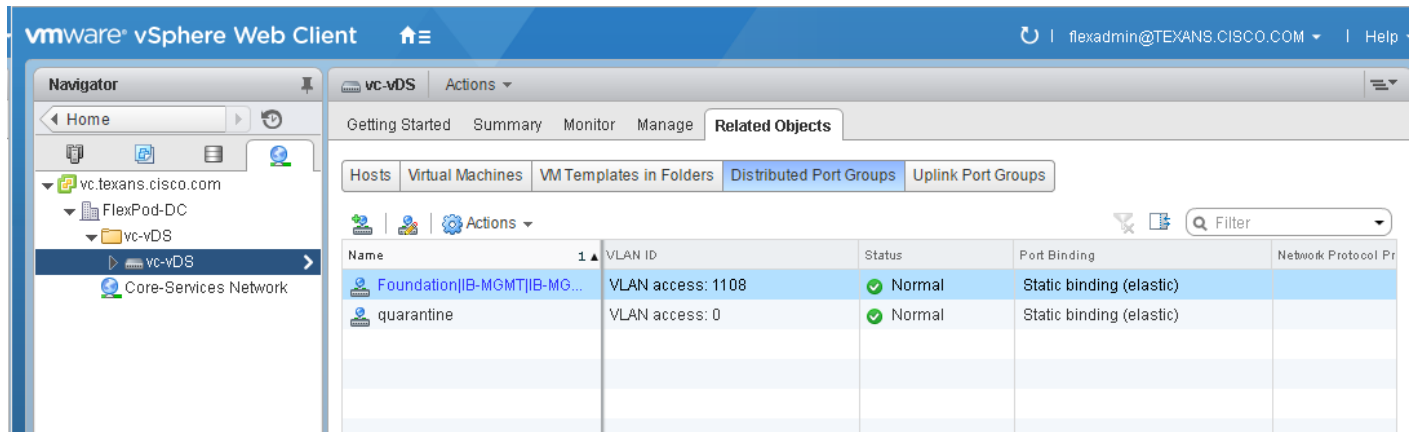 vmware® vSphere Web Client
flexadmin@TEXANS.CISCO.COM | Help
Navigator
vc-vDS Actions
Home
Getting Started Summary Monitor Manage Related Objects
Hosts Virtual Machines VM Templates in Folders Distributed Port Groups Uplink Port Groups
vc.texans.cisco.com
FlexPod-DC
vc-vDS
vc-vDS
Core-Services Network
Actions Filter
Name 1 VLAN ID Status Port Binding Network Protocol Pr
Foundation|IB-MGMT|IB-MG... VLAN access: 1108 Normal Static binding (elastic)
quarantine VLAN access: 0 Normal Static binding (elastic)